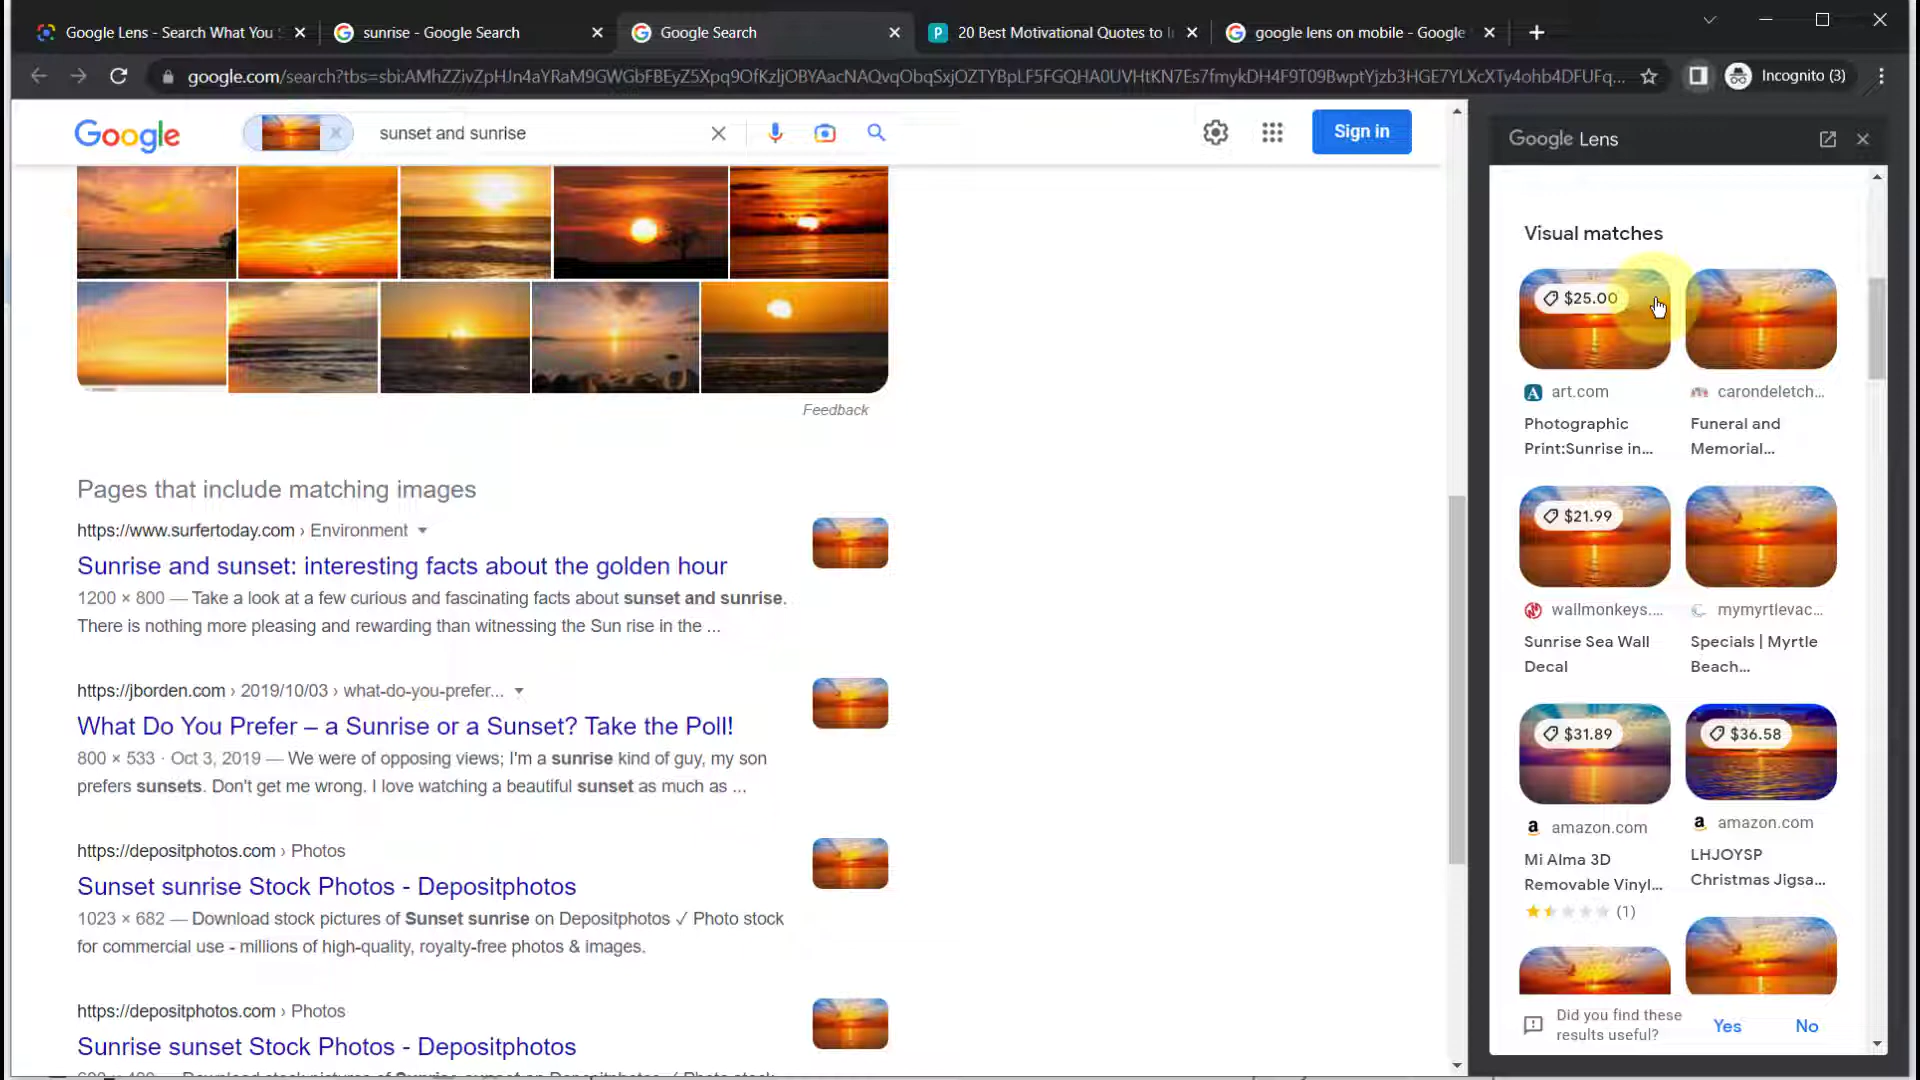 Google Lens - Search What You
sunrise - Google Search
Google Search
20 Best Motivational Quotes to I
google lens on mobile - Google
google.com/search?tbs=sbi:
Incognito (3)
Google
sunset and sunrise
Sign in
Feedback
Pages that include matching images
https://www.surfertoday.com › Environment
Sunrise and sunset: interesting facts about the golden hour
1200 × 800 — Take a look at a few curious and fascinating facts about sunset and sunrise.
There is nothing more pleasing and rewarding than witnessing the Sun rise in the ...
https://jborden.com › 2019/10/03 › what-do-you-prefer...
What Do You Prefer – a Sunrise or a Sunset? Take the Poll!
800 × 533 · Oct 3, 2019 — We were of opposing views; I'm a sunrise kind of guy, my son
prefers sunsets. Don't get me wrong. I love watching a beautiful sunset as much as ...
https://depositphotos.com › Photos
Sunset sunrise Stock Photos - Depositphotos
1023 × 682 — Download stock pictures of Sunset sunrise on Depositphotos ✓ Photo stock
for commercial use - millions of high-quality, royalty-free photos & images.
https://depositphotos.com › Photos
Sunrise sunset Stock Photos - Depositphotos
Google Lens
Visual matches
$25.00
art.com
Photographic
Print:Sunrise in...
carondeletch...
Funeral and
Memorial...
$21.99
wallmonkeys....
Sunrise Sea Wall
Decal
mymyrtlevac...
Specials | Myrtle
Beach...
$31.89
amazon.com
Mi Alma 3D
Removable Vinyl...
(1)
$36.58
amazon.com
LHJOYSP
Christmas Jigsa...
Did you find these
results useful?
Yes
No